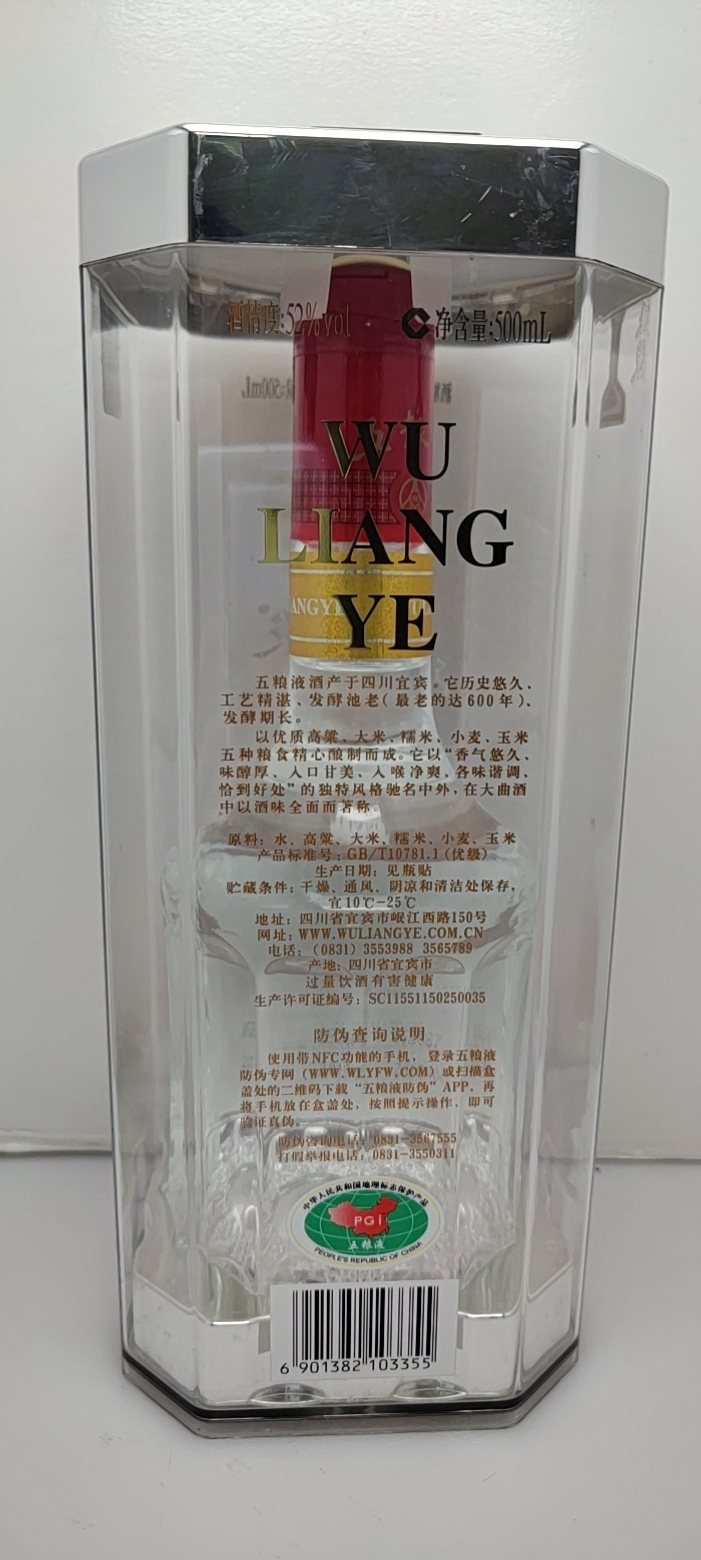 酒精度:52%vol 净含量:500mL
WU
LIANG
YE
ANGYE
五粮液酒产于四川宜宾。它历史悠久、
工艺精湛、发酵池老(最老的达600年)、
发酵期长。
以优质高粱、大米、糯米、小麦、玉米
五种粮食精心酿制而成。它以“香气悠久、
味醇厚、入口甘美、入喉净爽、各味谐调、
恰到好处”的独特风格驰名中外,在大曲酒
中以酒味全面而著称。
原料: 水、高粱、大米、糯米、小麦、玉米
产品标准号: GB/T10781.1(优级)
生产日期: 见瓶贴
贮藏条件: 干燥、通风、阴凉和清洁处保存,
宜10℃-25℃
地址: 四川省宜宾市岷江西路150号
网址: WWW.WULIANGYE.COM.CN
电话: (0831) 3553988 3565789
产地: 四川省宜宾市
过量饮酒有害健康
生产许可证编号: SC11551150250035
防伪查询说明
使用带NFC功能的手机, 登录五粮液
防伪专网 (WWW.WLYFW.COM) 或扫描盒
盖处的二维码下载“五粮液防伪”APP, 再
将手机放在盒盖处, 按照提示操作, 即可
验证真伪。
防伪咨询电话: 0831-3567555
打假举报电话: 0831-3550311
中华人民共和国地理标志保护产品
PGI
五粮液
PEOPLE'S REPUBLIC OF CHINA
6 901382 103355